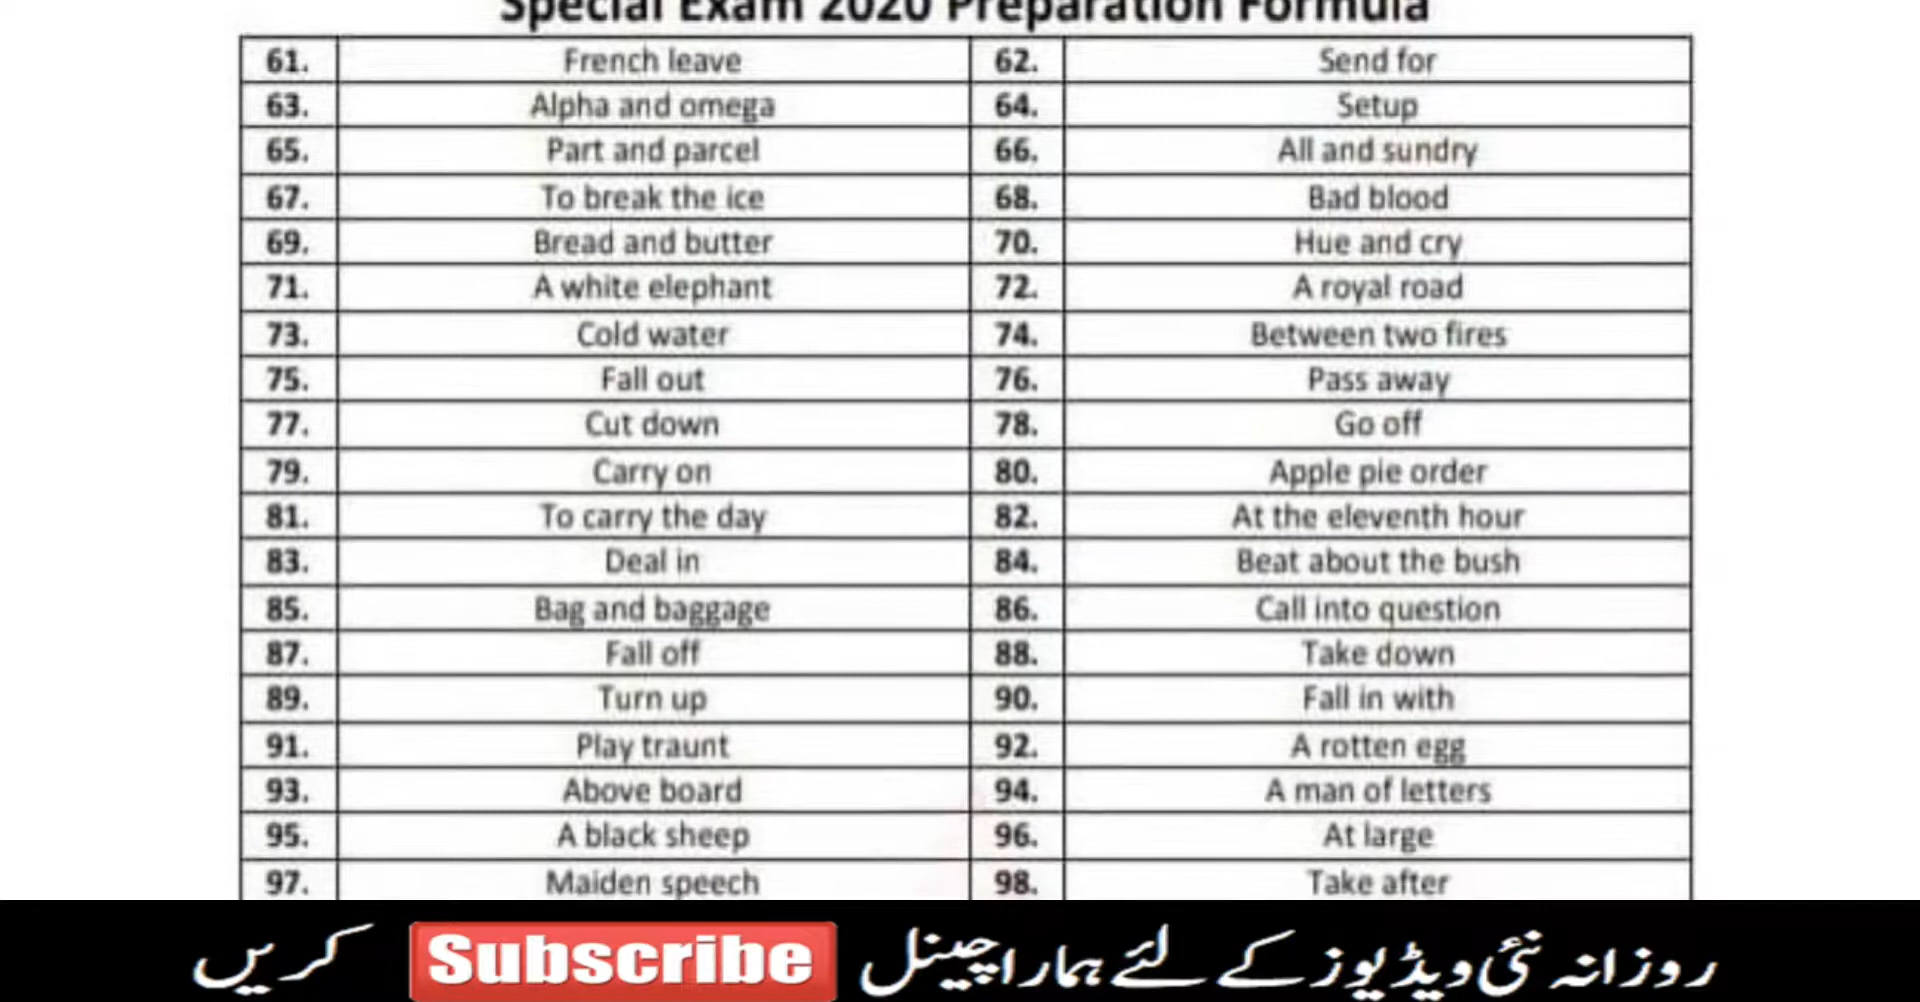 Special Exam 2020 Preparation Formula
61. French leave 62. Send for
63. Alpha and omega 64. Setup
65. Part and parcel 66. All and sundry
67. To break the ice 68. Bad blood
69. Bread and butter 70. Hue and cry
71. A white elephant 72. A royal road
73. Cold water 74. Between two fires
75. Fall out 76. Pass away
77. Cut down 78. Go off
79. Carry on 80. Apple pie order
81. To carry the day 82. At the eleventh hour
83. Deal in 84. Beat about the bush
85. Bag and baggage 86. Call into question
87. Fall off 88. Take down
89. Turn up 90. Fall in with
91. Play traunt 92. A rotten egg
93. Above board 94. A man of letters
95. A black sheep 96. At large
97. Maiden speech 98. Take after
روزانہ نئی ویڈیوز کے لئے ہمارا چینل Subscribe کریں